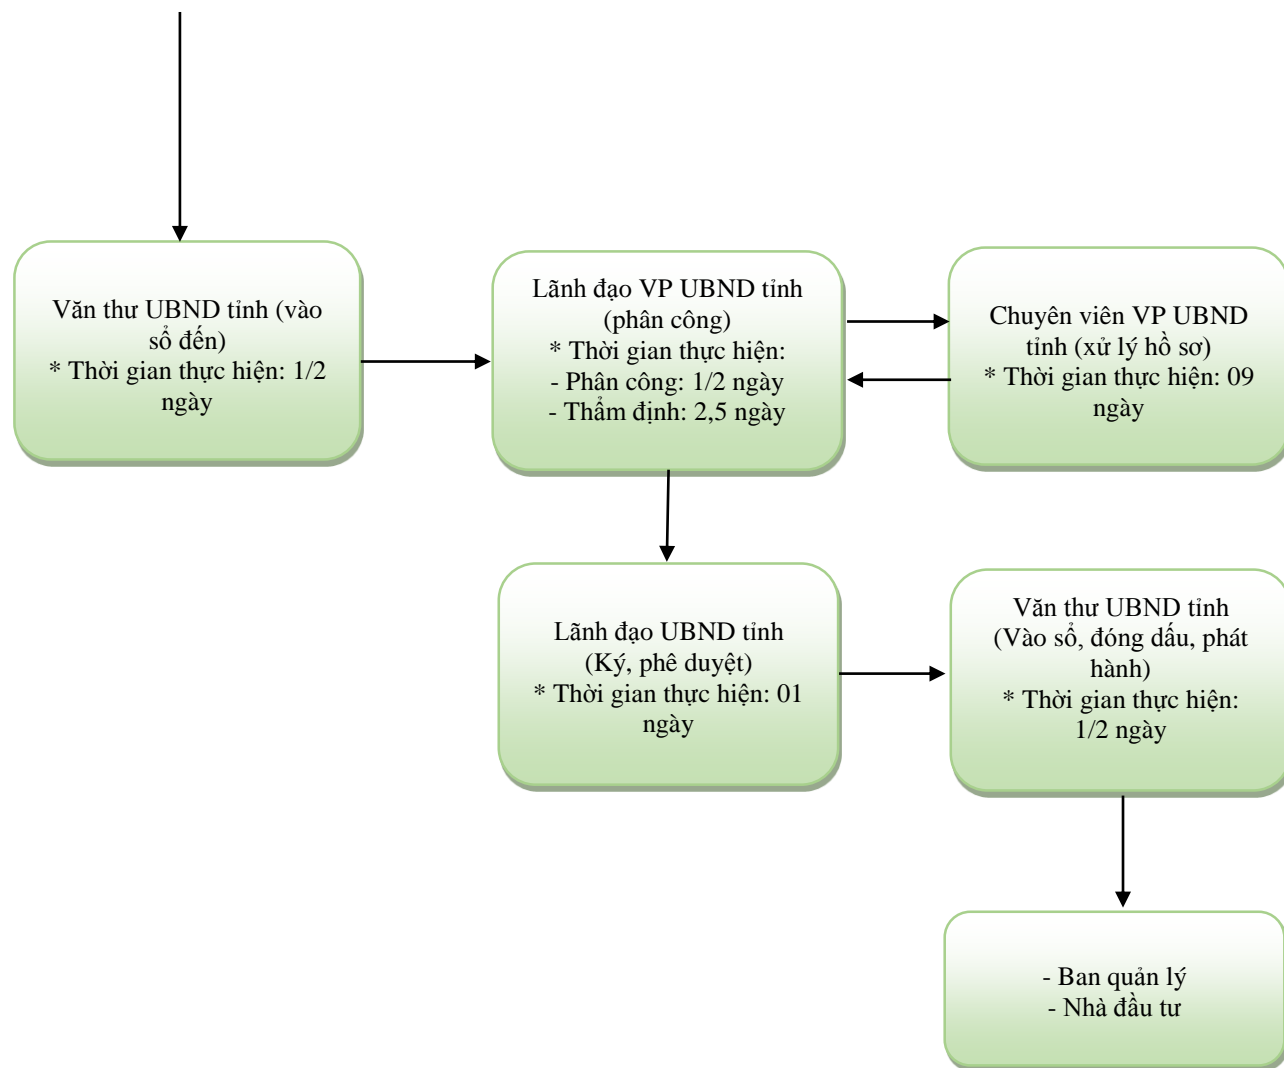 Văn thư UBND tỉnh (vào
sổ đến)
* Thời gian thực hiện: 1/2
ngày
Lãnh đạo VP UBND tỉnh
(phân công)
* Thời gian thực hiện:
- Phân công: 1/2 ngày
- Thẩm định: 2,5 ngày
Chuyên viên VP UBND
tỉnh (xử lý hồ sơ)
* Thời gian thực hiện: 09
ngày
Lãnh đạo UBND tỉnh
(Ký, phê duyệt)
* Thời gian thực hiện: 01
ngày
Văn thư UBND tỉnh
(Vào sổ, đóng dấu, phát
hành)
* Thời gian thực hiện:
1/2 ngày
- Ban quản lý
- Nhà đầu tư